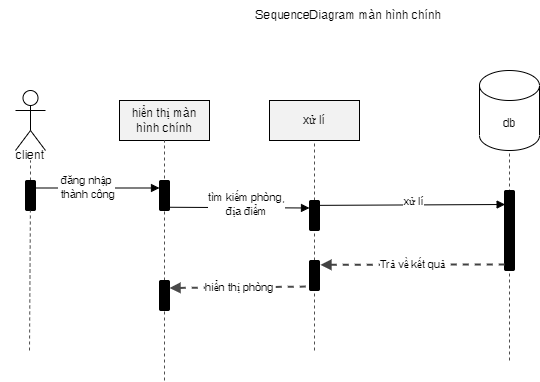 SequenceDiagram màn hình chính
hiển thị màn
hình chính
xử lí
db
client
đăng nhập
thành công
tìm kiếm phòng,
địa điểm
xử lí
Trả về kết quả
hiển thị phòng